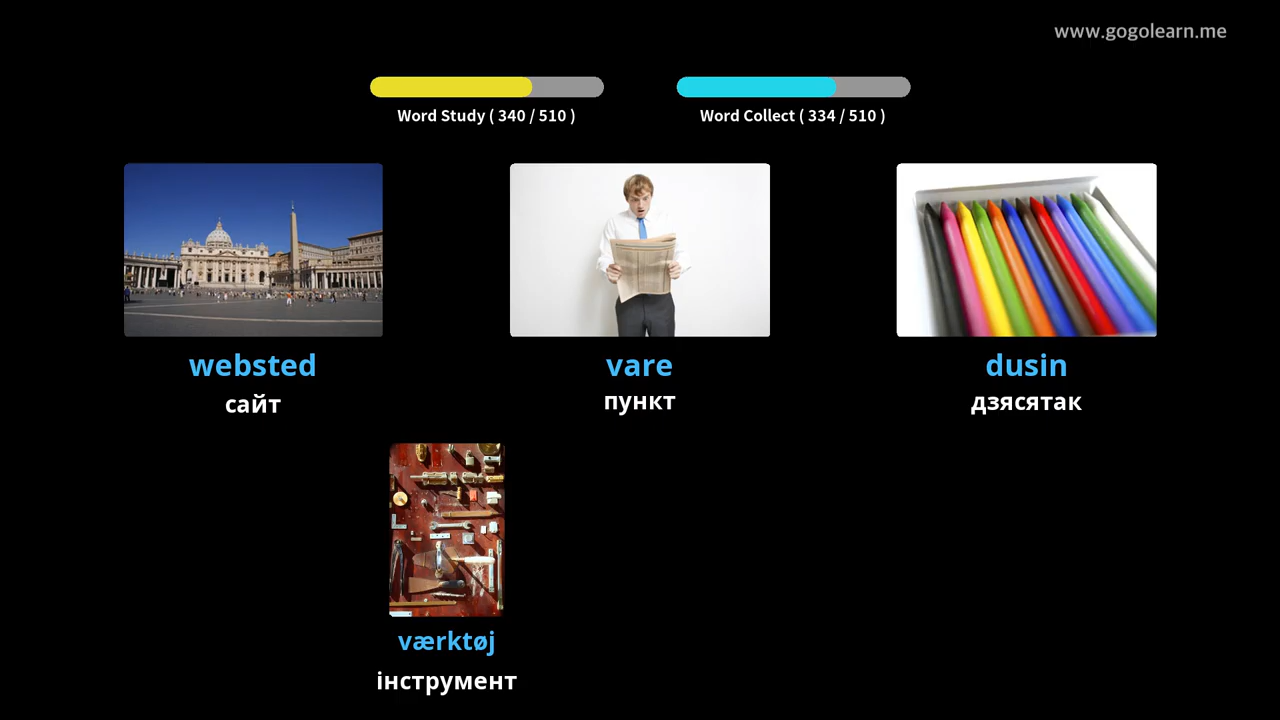 www.gogolearn.me
Word Study ( 340 / 510 )
Word Collect ( 334 / 510 )
websted
vare
dusin
сайт
пункт
дзясятак
værktøj
інструмент